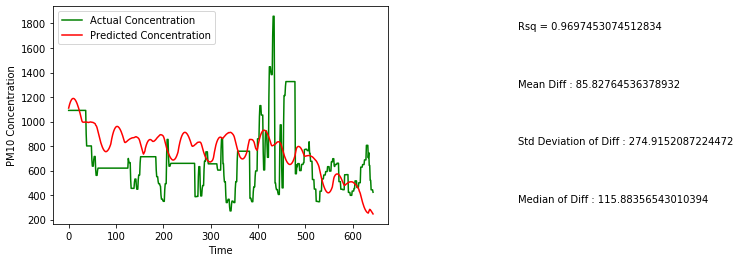 Actual Concentration
Predicted Concentration
PM10 Concentration
1800
1600
1400
1200
1000
800
600
400
200
0 100 200 300 400 500 600
Time
Rsq = 0.9697453074512834
Mean Diff : 85.82764536378932
Std Deviation of Diff : 274.9152087224472
Median of Diff : 115.88356543010394